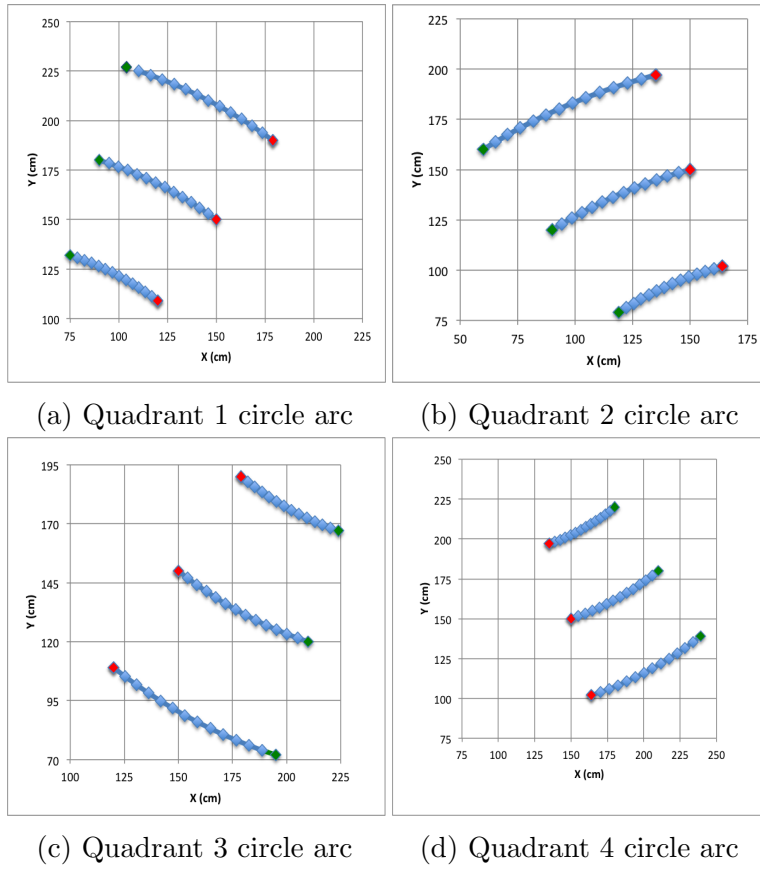 250
225
200
175
150
125
100
Y (cm)
75 100 125 150 175 200 225
X (cm)
(a) Quadrant 1 circle arc
225
200
175
150
125
100
75
Y (cm)
50 75 100 125 150 175
X (cm)
(b) Quadrant 2 circle arc
195
170
145
120
95
70
Y (cm)
100 125 150 175 200 225
X (cm)
(c) Quadrant 3 circle arc
250
225
200
175
150
125
100
75
Y (cm)
75 100 125 150 175 200 225 250
X (cm)
(d) Quadrant 4 circle arc